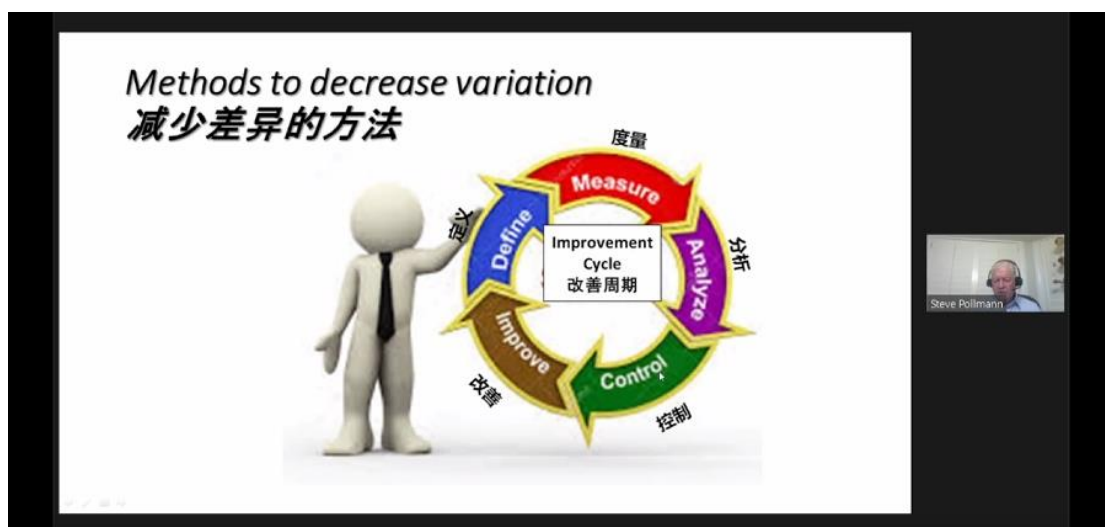 Methods to decrease variation
减少差异的方法
度量
Measure
定义
Define
分析
Analyze
Improvement
Cycle
改善周期
Improve
改善
Control
控制
Steve Pollmann